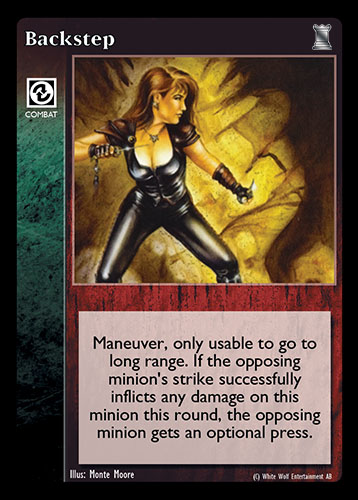 Backstep
COMBAT
Maneuver, only usable to go to
long range. If the opposing
minion's strike successfully
inflicts any damage on this
minion this round, the opposing
minion gets an optional press.
Illus: Monte Moore
(C) White Wolf Entertainment AB